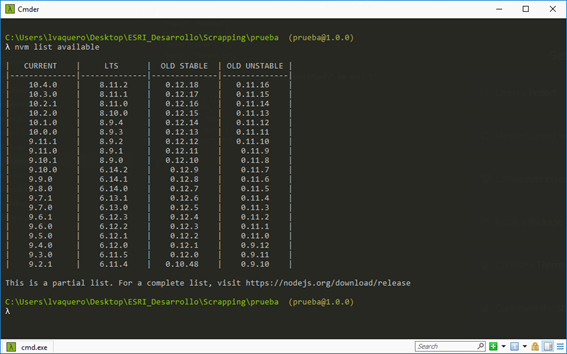 Cmder
C:\Users\lvaquero\Desktop\ESRI_Desarrollo\Scrapping\prueba (prueba@1.0.0)
λ nvm list available
| CURRENT | LTS | OLD STABLE | OLD UNSTABLE |
|--------------|--------------|--------------|--------------|
| 10.4.0 | 8.11.2 | 0.12.18 | 0.11.16 |
| 10.3.0 | 8.11.1 | 0.12.17 | 0.11.15 |
| 10.2.1 | 8.11.0 | 0.12.16 | 0.11.14 |
| 10.2.0 | 8.10.0 | 0.12.15 | 0.11.13 |
| 10.1.0 | 8.9.4 | 0.12.14 | 0.11.12 |
| 10.0.0 | 8.9.3 | 0.12.13 | 0.11.11 |
| 9.11.1 | 8.9.2 | 0.12.12 | 0.11.10 |
| 9.11.0 | 8.9.1 | 0.12.11 | 0.11.9 |
| 9.10.1 | 8.9.0 | 0.12.10 | 0.11.8 |
| 9.10.0 | 6.14.2 | 0.12.9 | 0.11.7 |
| 9.9.0 | 6.14.1 | 0.12.8 | 0.11.6 |
| 9.8.0 | 6.14.0 | 0.12.7 | 0.11.5 |
| 9.7.1 | 6.13.1 | 0.12.6 | 0.11.4 |
| 9.7.0 | 6.13.0 | 0.12.5 | 0.11.3 |
| 9.6.1 | 6.12.3 | 0.12.4 | 0.11.2 |
| 9.6.0 | 6.12.2 | 0.12.3 | 0.11.1 |
| 9.5.0 | 6.12.1 | 0.12.2 | 0.11.0 |
| 9.4.0 | 6.12.0 | 0.12.1 | 0.9.12 |
| 9.3.0 | 6.11.5 | 0.12.0 | 0.9.11 |
| 9.2.1 | 6.11.4 | 0.10.48 | 0.9.10 |
This is a partial list. For a complete list, visit https://nodejs.org/download/release
C:\Users\lvaquero\Desktop\ESRI_Desarrollo\Scrapping\prueba (prueba@1.0.0)
λ
cmd.exe
Search